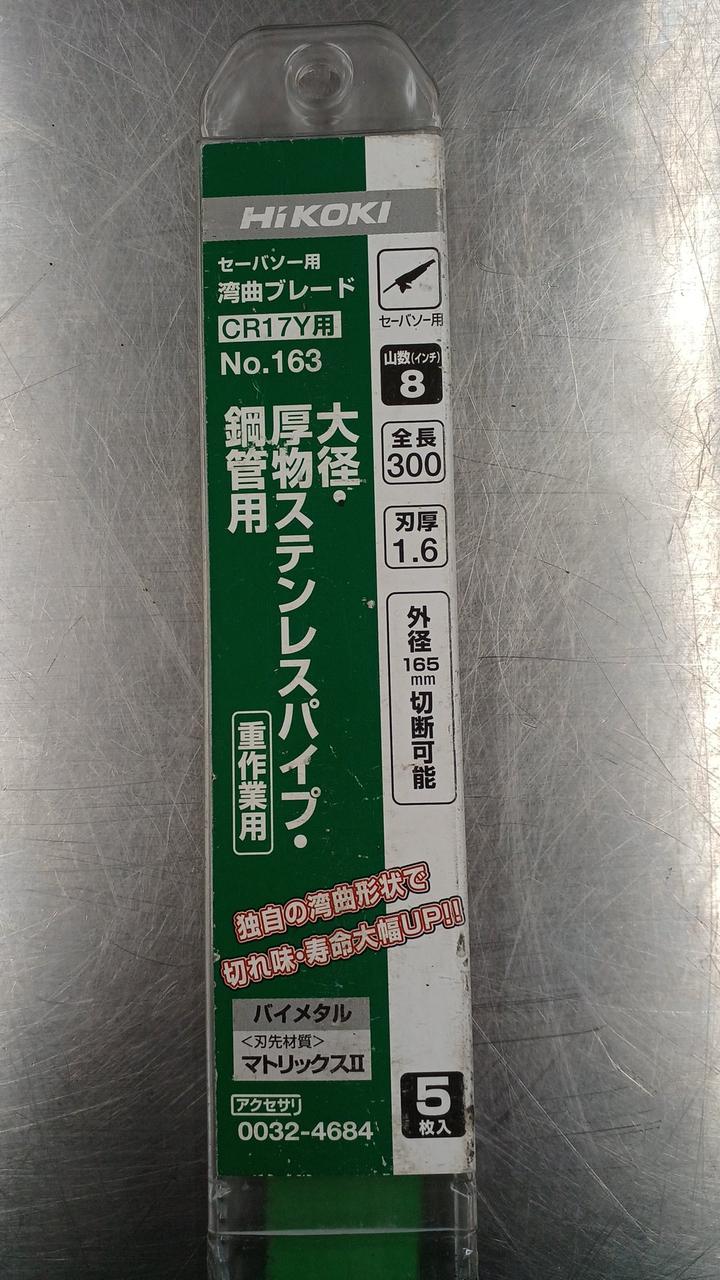 HiKOKI
セーバソー用
湾曲ブレード
CR17Y用
No.163
大径・
厚物ステンレスパイプ・
鋼管用
重作業用
セーバソー用
山数(インチ)
8
全長
300
刃厚
1.6
外径165mm切断可能
独自の湾曲形状で
切れ味・寿命大幅UP!!
バイメタル
<刃先材質>
マトリックスII
アクセサリ
0032-4684
5
枚入